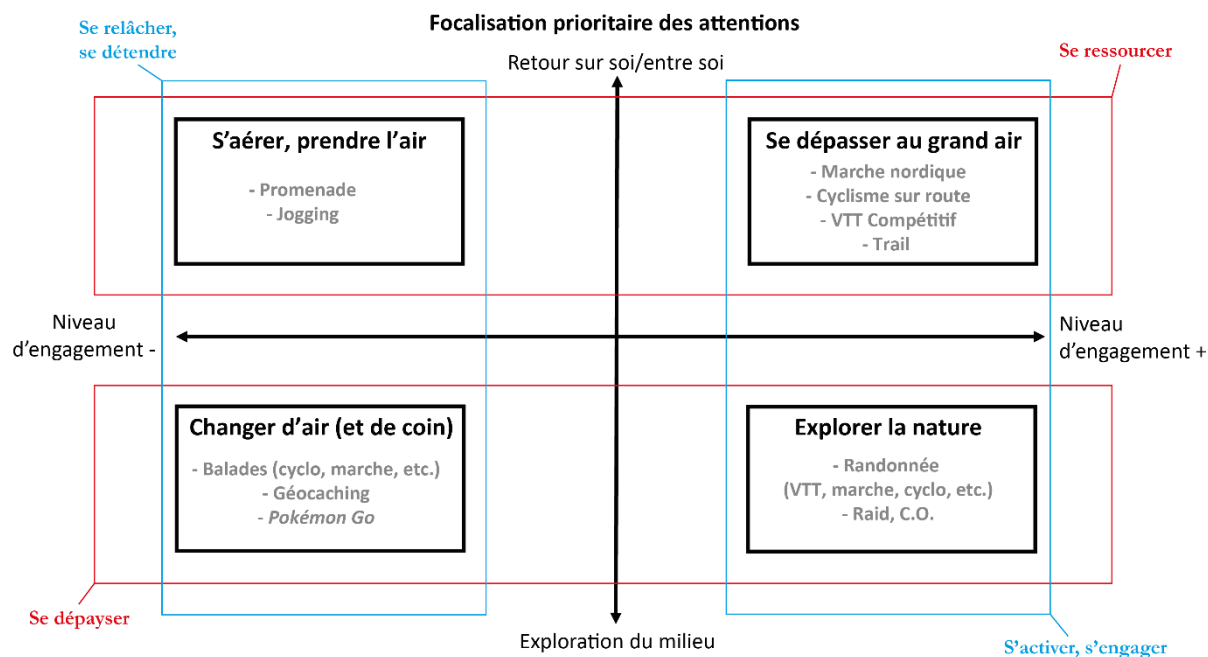 Focalisation prioritaire des attentions
Se relâcher,
se détendre
Retour sur soi/entre soi
Se ressourcer
S’aérer, prendre l’air
- Promenade
- Jogging
Se dépasser au grand air
- Marche nordique
- Cyclisme sur route
- VTT Compétitif
- Trail
Niveau
d’engagement -
Niveau
d’engagement +
Changer d’air (et de coin)
- Balades (cyclo, marche, etc.)
- Géocaching
- Pokémon Go
Explorer la nature
- Randonnée
(VTT, marche, cyclo, etc.)
- Raid, C.O.
Se dépayser
Exploration du milieu
S’activer, s’engager